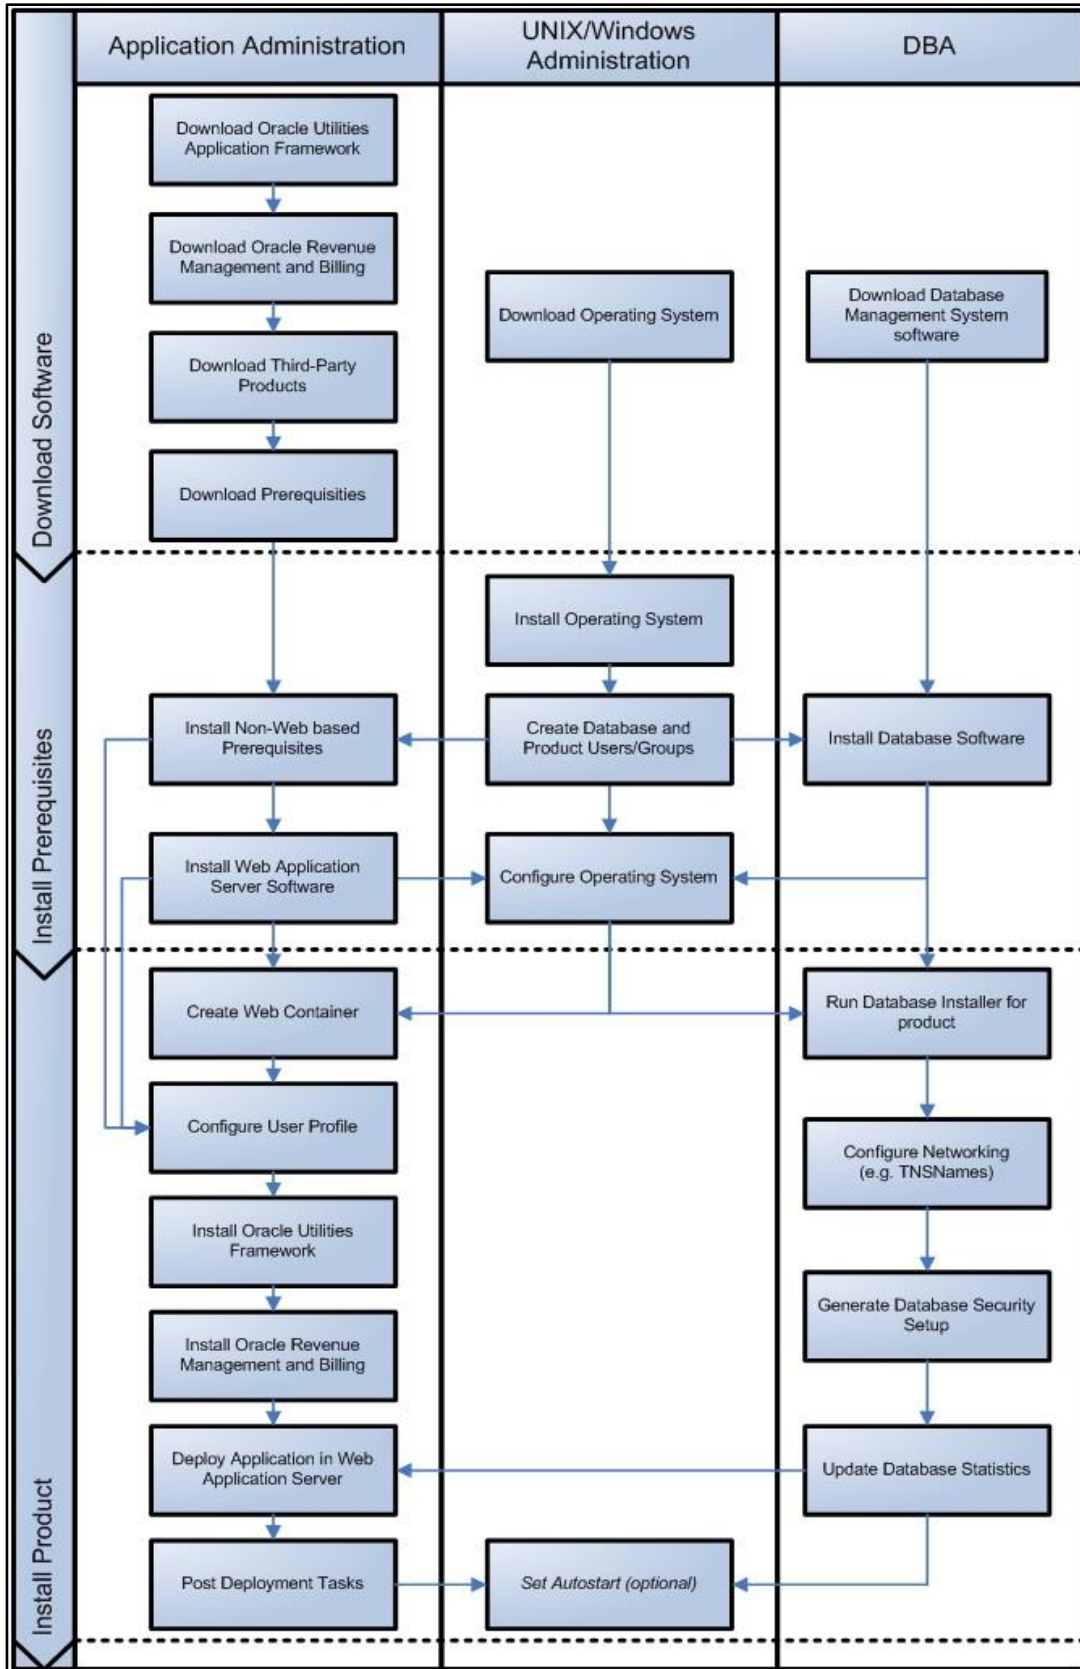 Application Administration
UNIX/Windows
Administration
DBA
Download Software
Download Oracle Utilities
Application Framework
Download Oracle Revenue
Management and Billing
Download Third-Party
Products
Download Prerequisities
Download Operating System
Download Database
Management System
software
Install Prerequisites
Install Operating System
Install Non-Web based
Prerequisites
Create Database and
Product Users/Groups
Install Database Software
Install Web Application
Server Software
Configure Operating System
Install Product
Create Web Container
Run Database Installer for
product
Configure User Profile
Configure Networking
(e.g. TNSNames)
Install Oracle Utilities
Framework
Generate Database Security
Setup
Install Oracle Revenue
Management and Billing
Deploy Application in Web
Application Server
Update Database Statistics
Post Deployment Tasks
Set Autostart (optional)